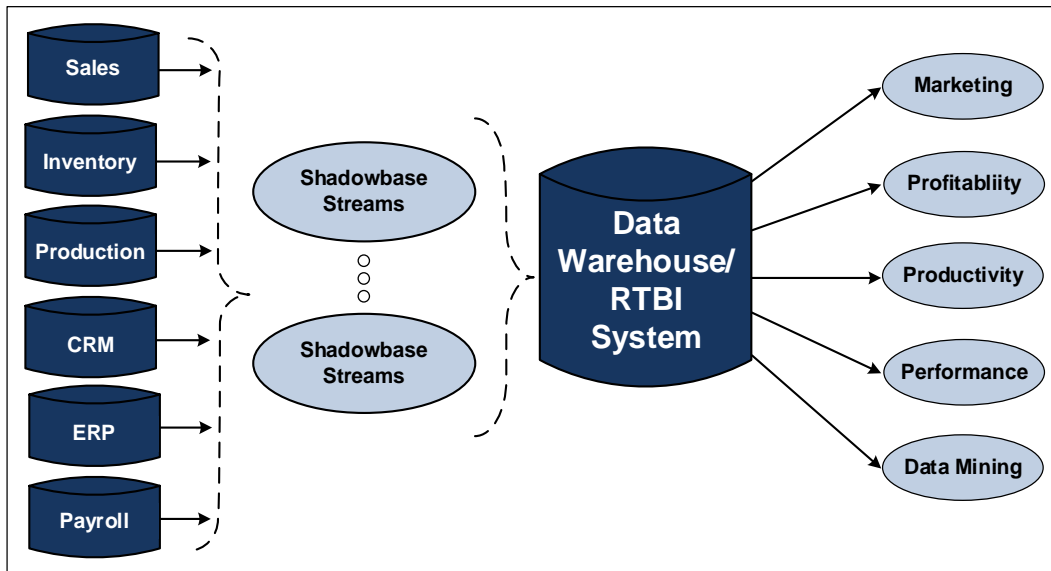 Sales
Inventory
Production
CRM
ERP
Payroll
Shadowbase
Streams
Shadowbase
Streams
Data
Warehouse/
RTBI
System
Marketing
Profitabliity
Productivity
Performance
Data Mining